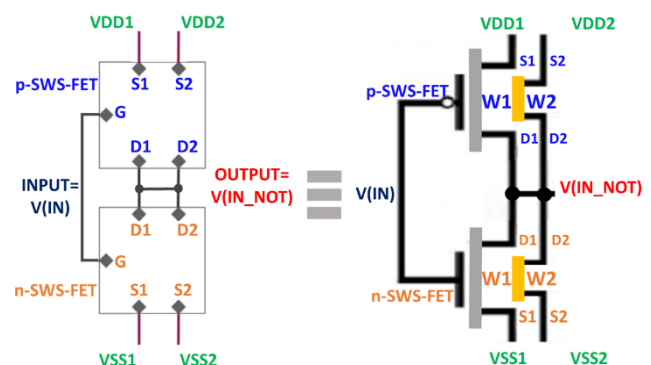 VDD1 VDD2
p-SWS-FET
S1 S2
G
D1 D2
INPUT=
V(IN)
OUTPUT=
V(IN_NOT)
D1 D2
G
n-SWS-FET
S1 S2
VSS1 VSS2
VDD1 VDD2
S1 S2
p-SWS-FET
W1 W2
D1 D2
V(IN)
V(IN_NOT)
D1 D2
W1 W2
n-SWS-FET
S1 S2
VSS1 VSS2